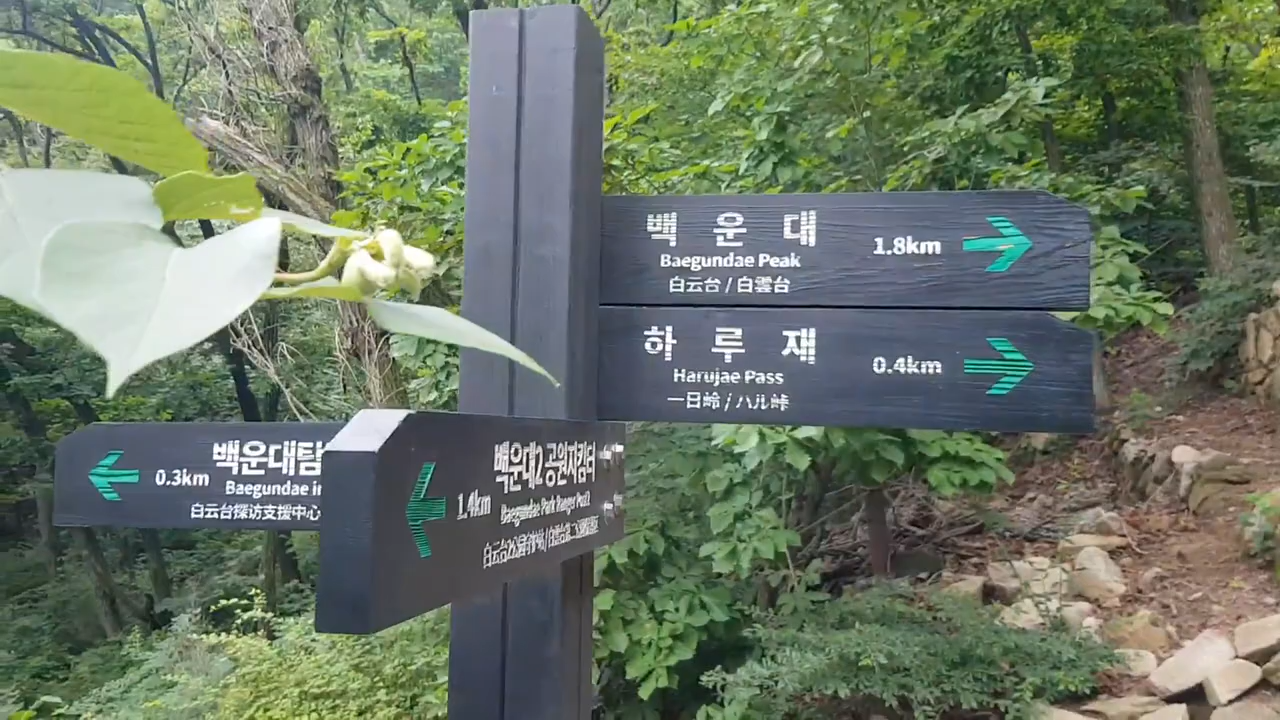 백 운 대 1.8km
Baegundae Peak
白云台 / 白雲台
하 루 재 0.4km
Harujae Pass
一日岭 / ハル峠
0.3km 백운대탐
Baegundae in
白云台探访支援中心
1.4km 백운대2 공원지킴터
Baegundae Park Ranger Post2